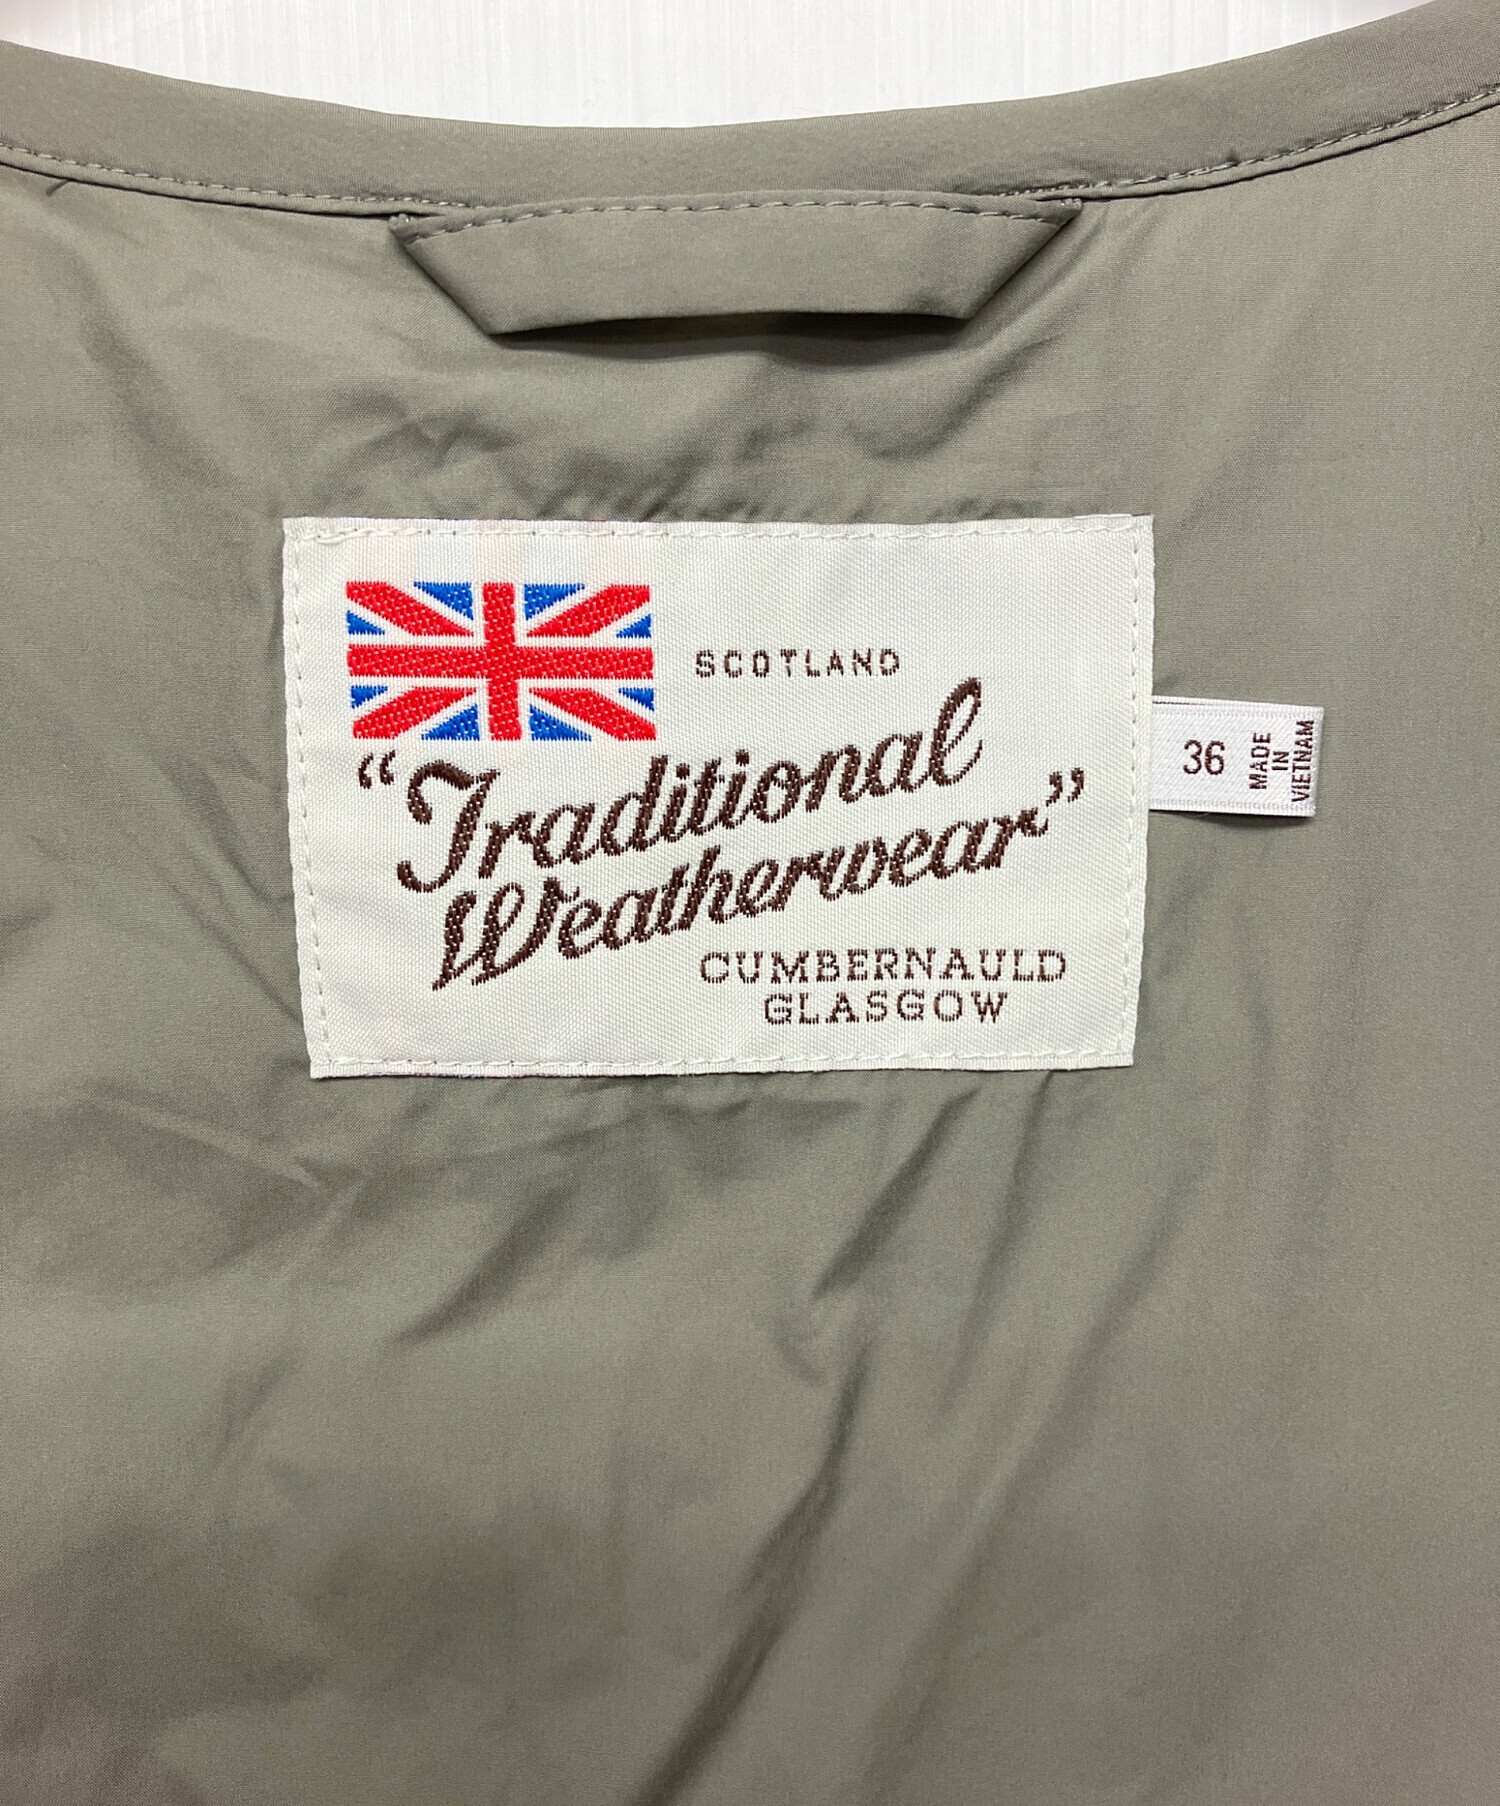 SCOTLAND
“Traditional
Weatherwear”
CUMBERNAULD
GLASGOW
36
MADE
IN
VIETNAM